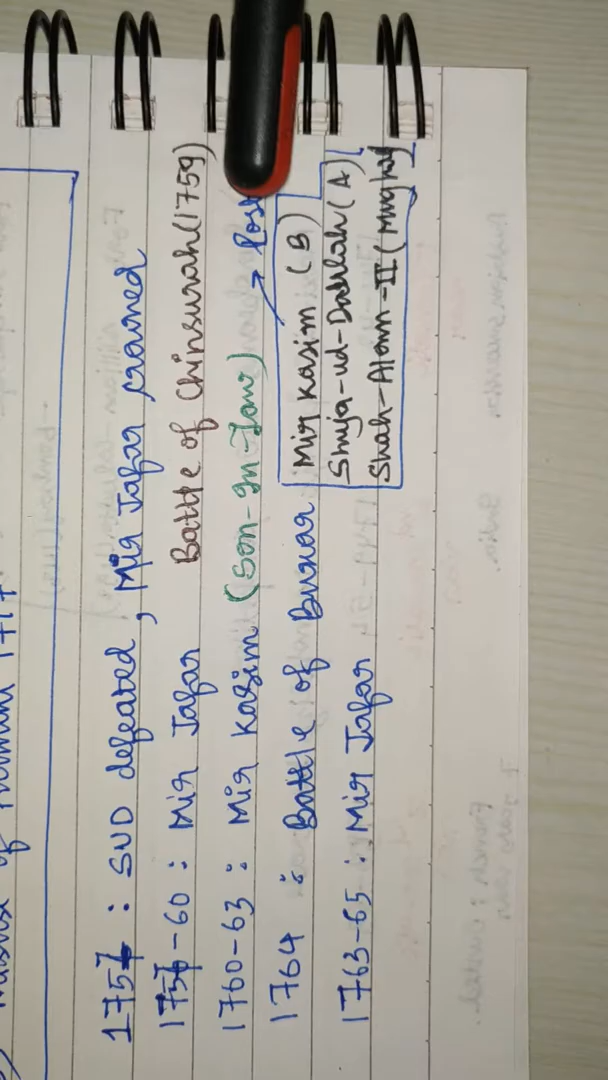 1757 : SUD defeated, Mir Jafar crowned
1757-60 : Mir Jafar Battle of Chinsurah (1759)
1760-63 : Mir Kasim (Son-In-Law) → lost
1764 : Battle of Buxar
Mir Kasim (B)
Shuja-ud-Daulah (A)
Shah-Alam-II (Mughal)
1763-65 : Mir Jafar